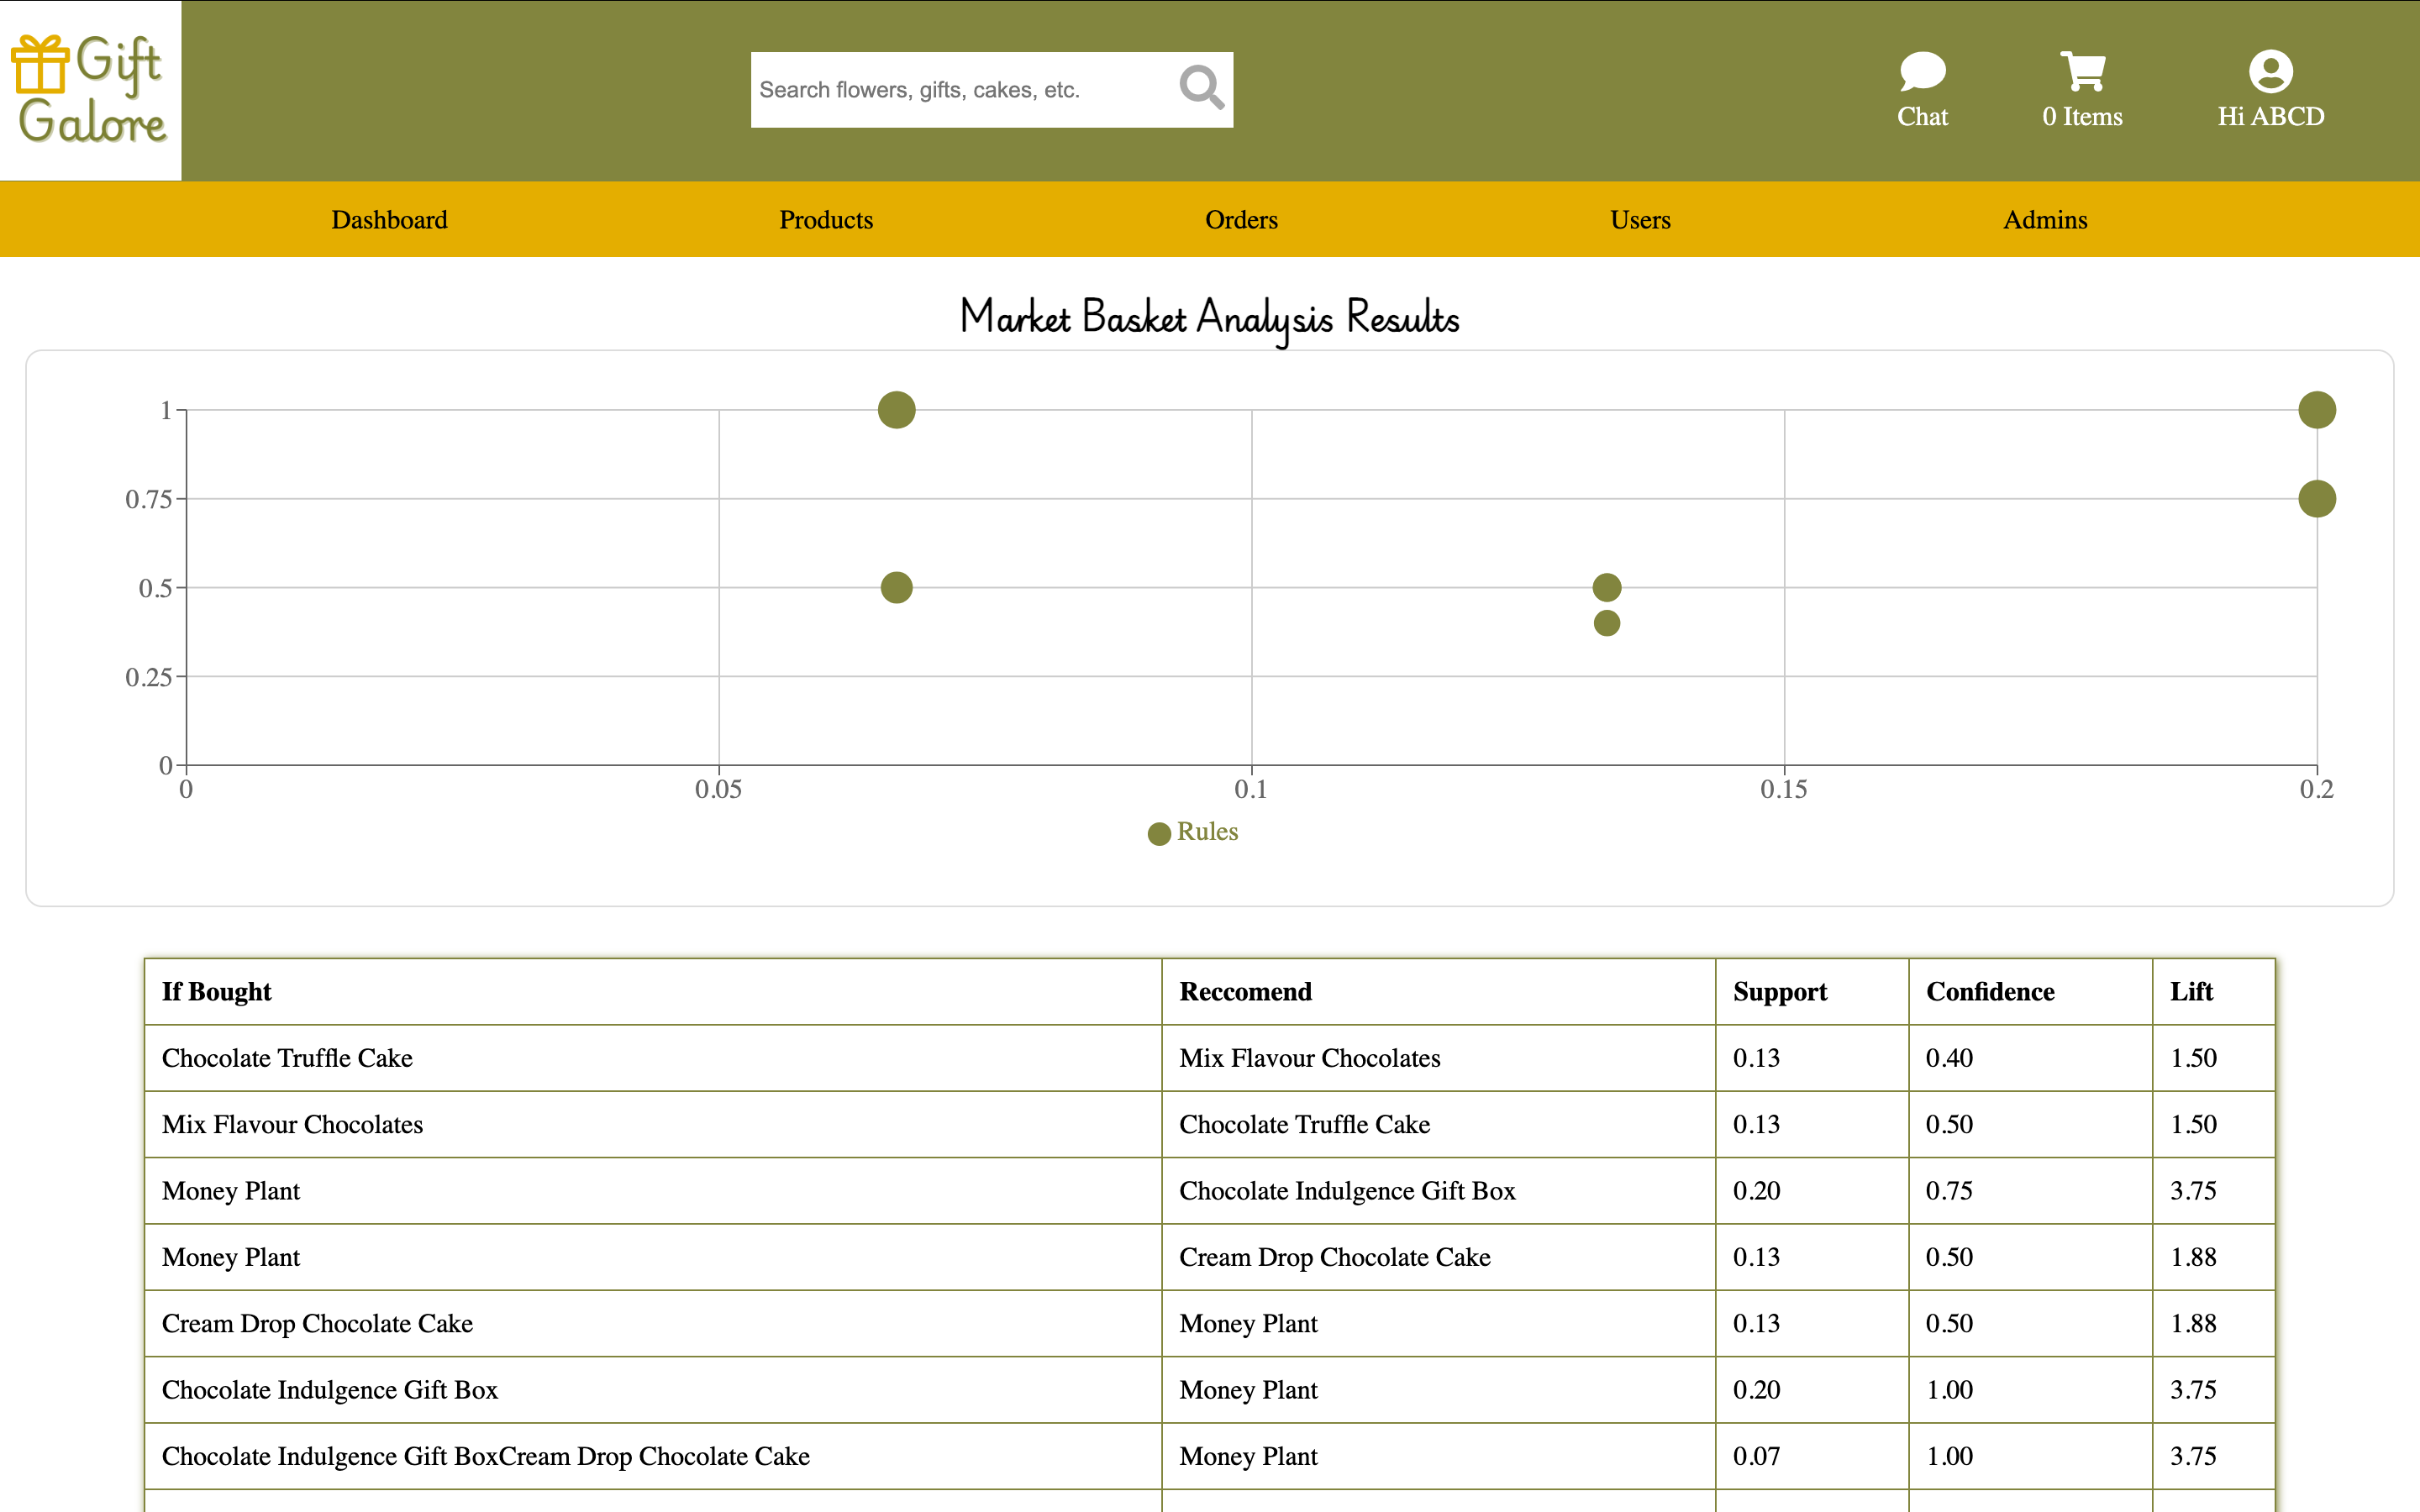 Gift
Galore
Search flowers, gifts, cakes, etc.
Chat
0 Items
Hi ABCD
Dashboard Products Orders Users Admins
Market Basket Analysis Results
1
0.75
0.5
0.25
0
0 0.05 0.1 0.15 0.2
Rules
If Bought Reccomend Support Confidence Lift
Chocolate Truffle Cake Mix Flavour Chocolates 0.13 0.40 1.50
Mix Flavour Chocolates Chocolate Truffle Cake 0.13 0.50 1.50
Money Plant Chocolate Indulgence Gift Box 0.20 0.75 3.75
Money Plant Cream Drop Chocolate Cake 0.13 0.50 1.88
Cream Drop Chocolate Cake Money Plant 0.13 0.50 1.88
Chocolate Indulgence Gift Box Money Plant 0.20 1.00 3.75
Chocolate Indulgence Gift BoxCream Drop Chocolate Cake Money Plant 0.07 1.00 3.75